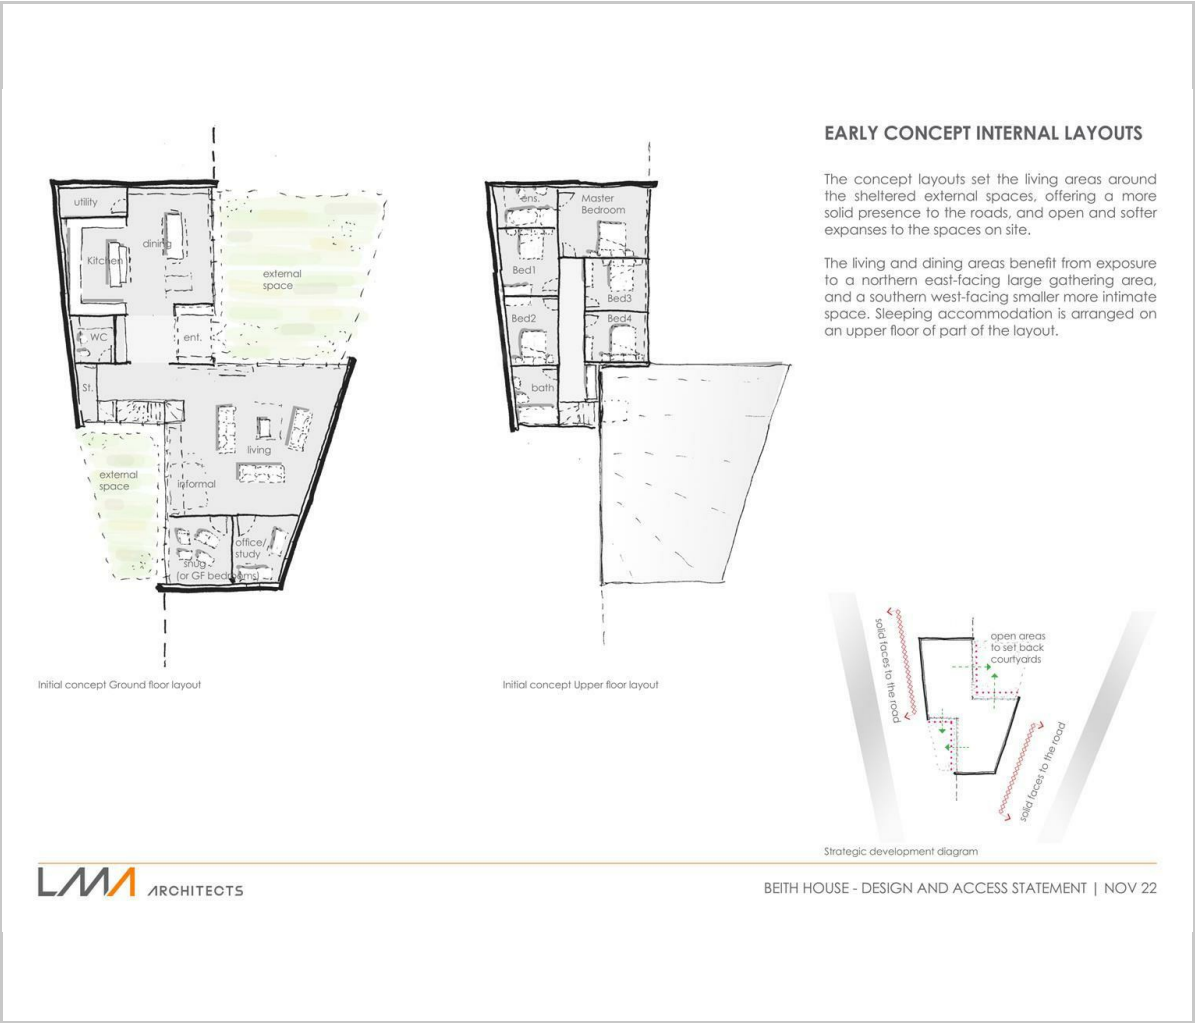 EARLY CONCEPT INTERNAL LAYOUTS
The concept layouts set the living areas around
the sheltered external spaces, offering a more
solid presence to the roads, and open and softer
expanses to the spaces on site.
The living and dining areas benefit from exposure
to a northern east-facing large gathering area,
and a southern west-facing smaller more intimate
space. Sleeping accommodation is arranged on
an upper floor of part of the layout.
utility
dining
Kitchen
external
space
WC
ent.
St.
living
external
space
informal
office/
study
snug
(or GF bedrooms)
Initial concept Ground floor layout
ens.
Master
Bedroom
Bed1
Bed3
Bed2
Bed4
bath
Initial concept Upper floor layout
solid faces to the road
open areas
to set back
courtyards
solid faces to the road
Strategic development diagram
LMA ARCHITECTS
BEITH HOUSE - DESIGN AND ACCESS STATEMENT | NOV 22